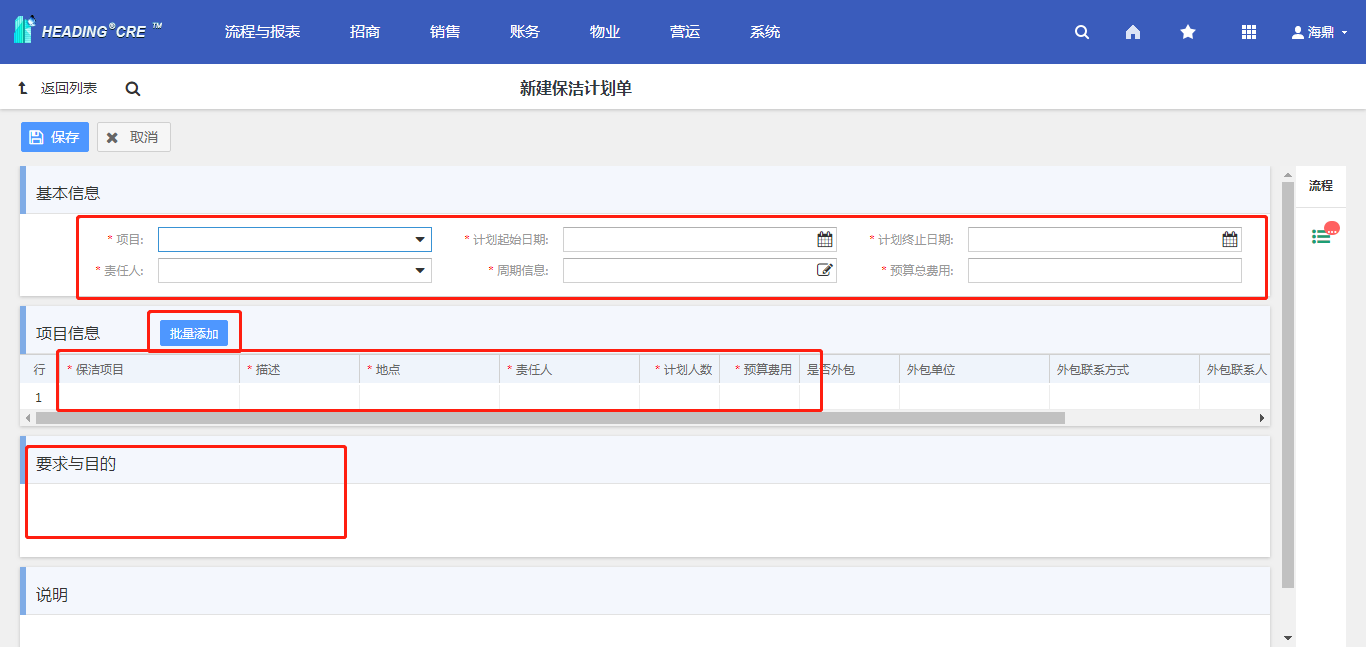 HEADING®CRE ™ 流程与报表 招商 销售 账务 物业 营运 系统 海鼎
返回列表 新建保洁计划单
保存 取消
基本信息 流程
* 项目: * 计划起始日期: * 计划终止日期:
* 责任人: * 周期信息: * 预算总费用:
项目信息 批量添加
行 * 保洁项目 * 描述 * 地点 * 责任人 * 计划人数 * 预算费用 是否外包 外包单位 外包联系方式 外包联系人
1
要求与目的
说明